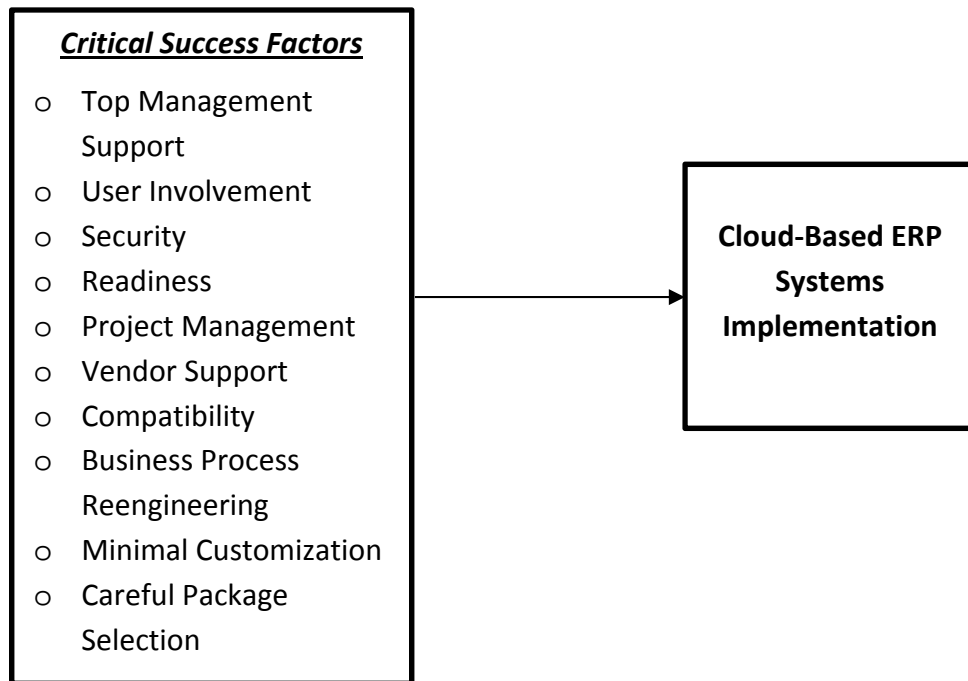 Critical Success Factors
o Top Management
Support
o User Involvement
o Security
o Readiness
o Project Management
o Vendor Support
o Compatibility
o Business Process
Reengineering
o Minimal Customization
o Careful Package
Selection
Cloud-Based ERP
Systems
Implementation